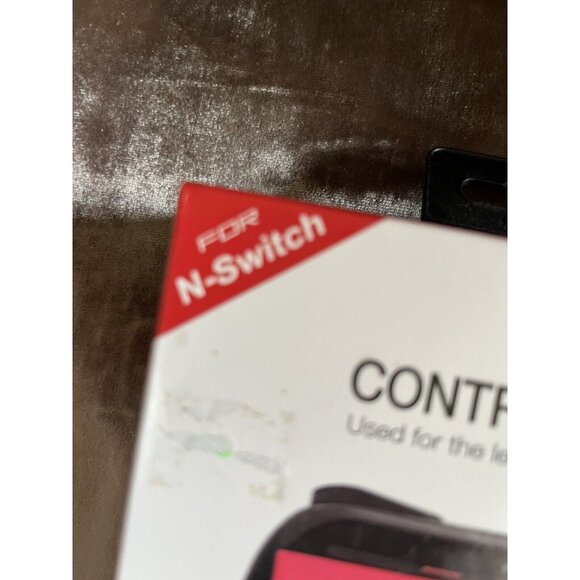 FOR
N-Switch
CONTR
Used for the le